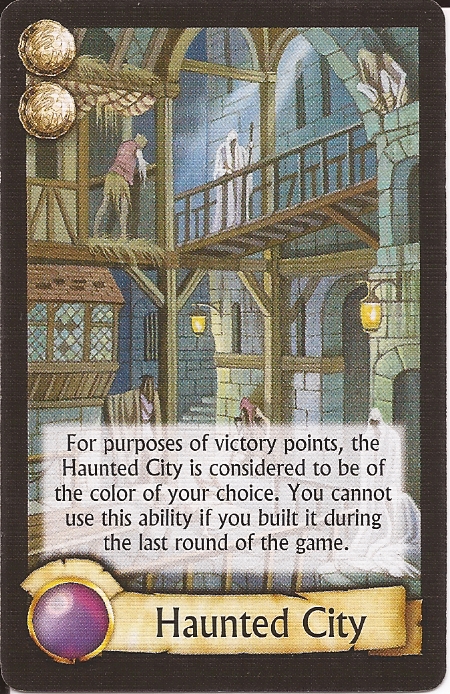 For purposes of victory points, the
Haunted City is considered to be of
the color of your choice. You cannot
use this ability if you built it during
the last round of the game.
Haunted City